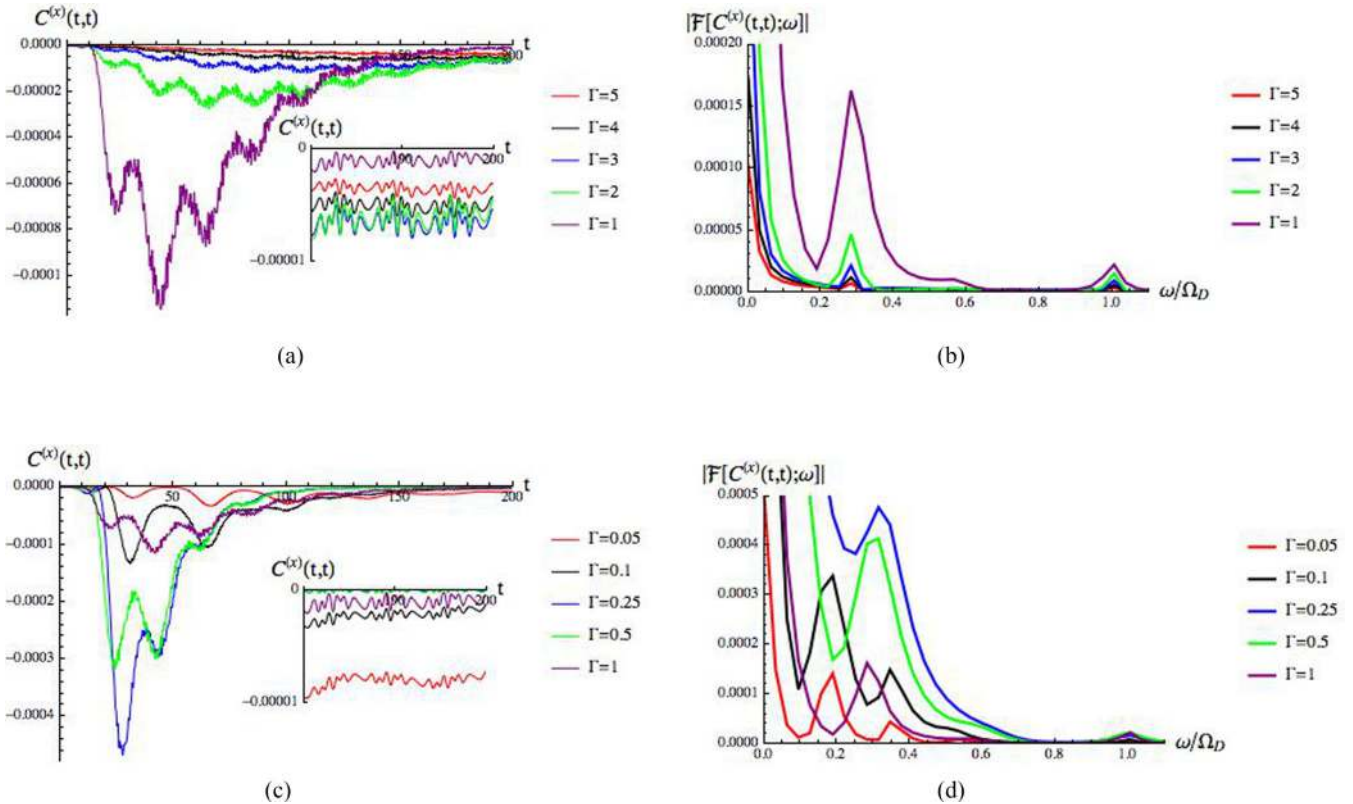 C^(x)(t,t)
0.0000
-0.00002
-0.00004
-0.00006
-0.00008
-0.0001
50 100 150 200 t
Γ=5
Γ=4
Γ=3
Γ=2
Γ=1
C^(x)(t,t)
0
190 200 t
-0.00001
(a)
|F[C^(x)(t,t);ω]|
0.00020
0.00015
0.00010
0.00005
0.00000
0.0 0.2 0.4 0.6 0.8 1.0 ω/Ω_D
Γ=5
Γ=4
Γ=3
Γ=2
Γ=1
(b)
C^(x)(t,t)
0.0000
-0.0001
-0.0002
-0.0003
-0.0004
50 100 150 200 t
Γ=0.05
Γ=0.1
Γ=0.25
Γ=0.5
Γ=1
C^(x)(t,t)
0
190 200 t
-0.00001
(c)
|F[C^(x)(t,t);ω]|
0.0005
0.0004
0.0003
0.0002
0.0001
0.0000
0.0 0.2 0.4 0.6 0.8 1.0 ω/Ω_D
Γ=0.05
Γ=0.1
Γ=0.25
Γ=0.5
Γ=1
(d)